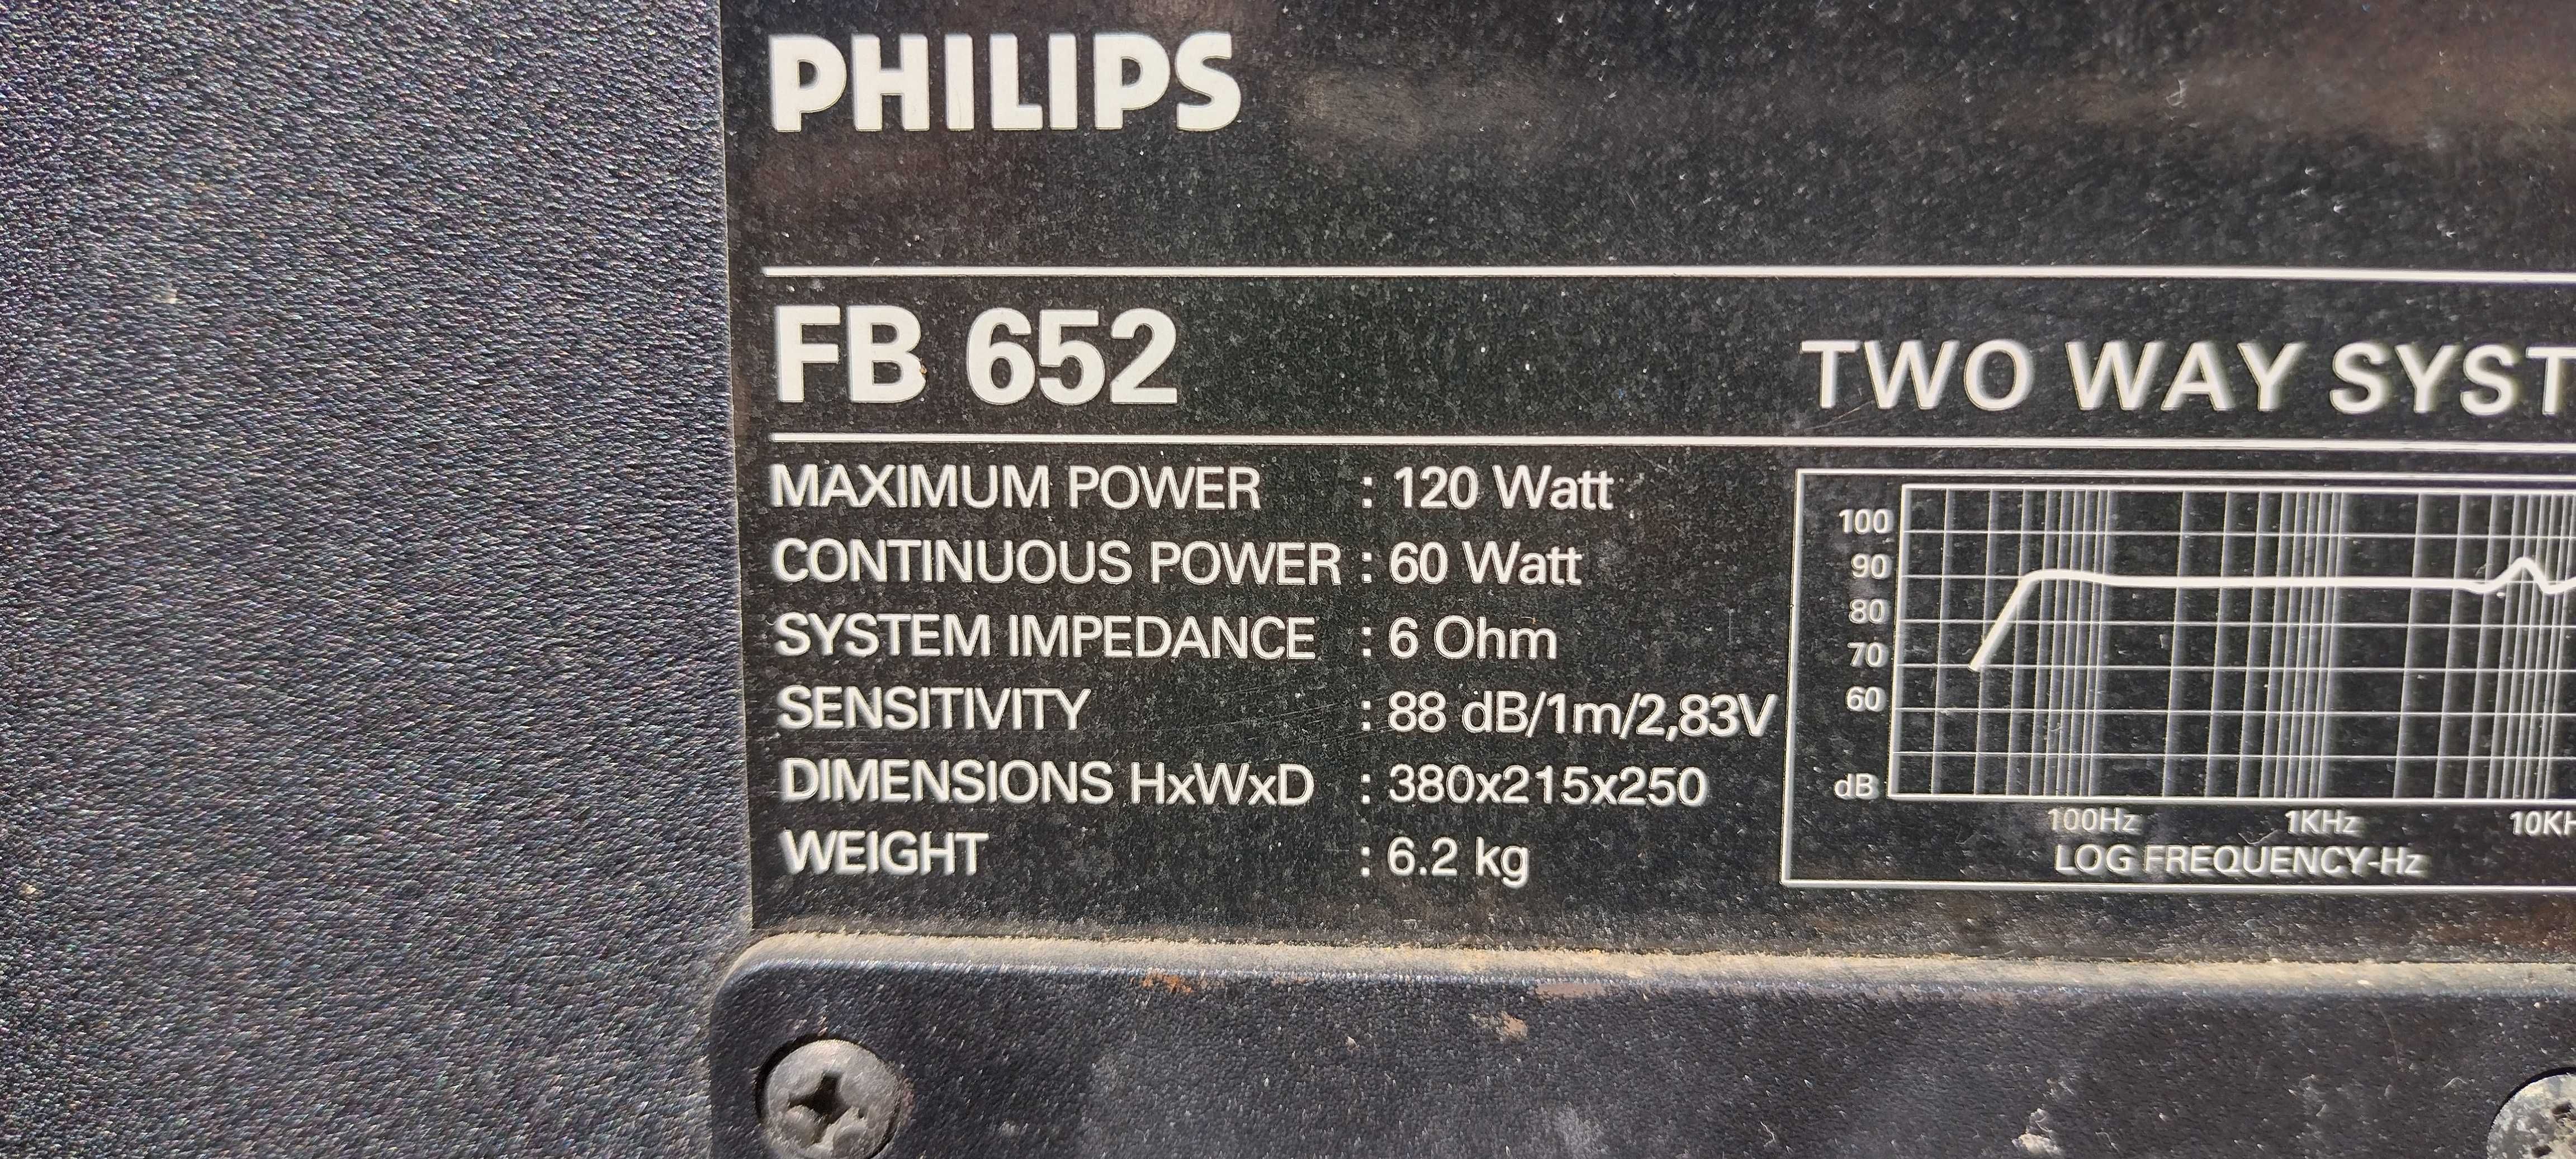 PHILIPS
FB 652
TWO WAY SYST
MAXIMUM POWER : 120 Watt
CONTINUOUS POWER : 60 Watt
SYSTEM IMPEDANCE : 6 Ohm
SENSITIVITY : 88 dB/1m/2,83V
DIMENSIONS HxWxD : 380x215x250
WEIGHT : 6.2 kg
100
90
80
70
60
dB
100Hz 1KHz 10KH
LOG FREQUENCY-Hz